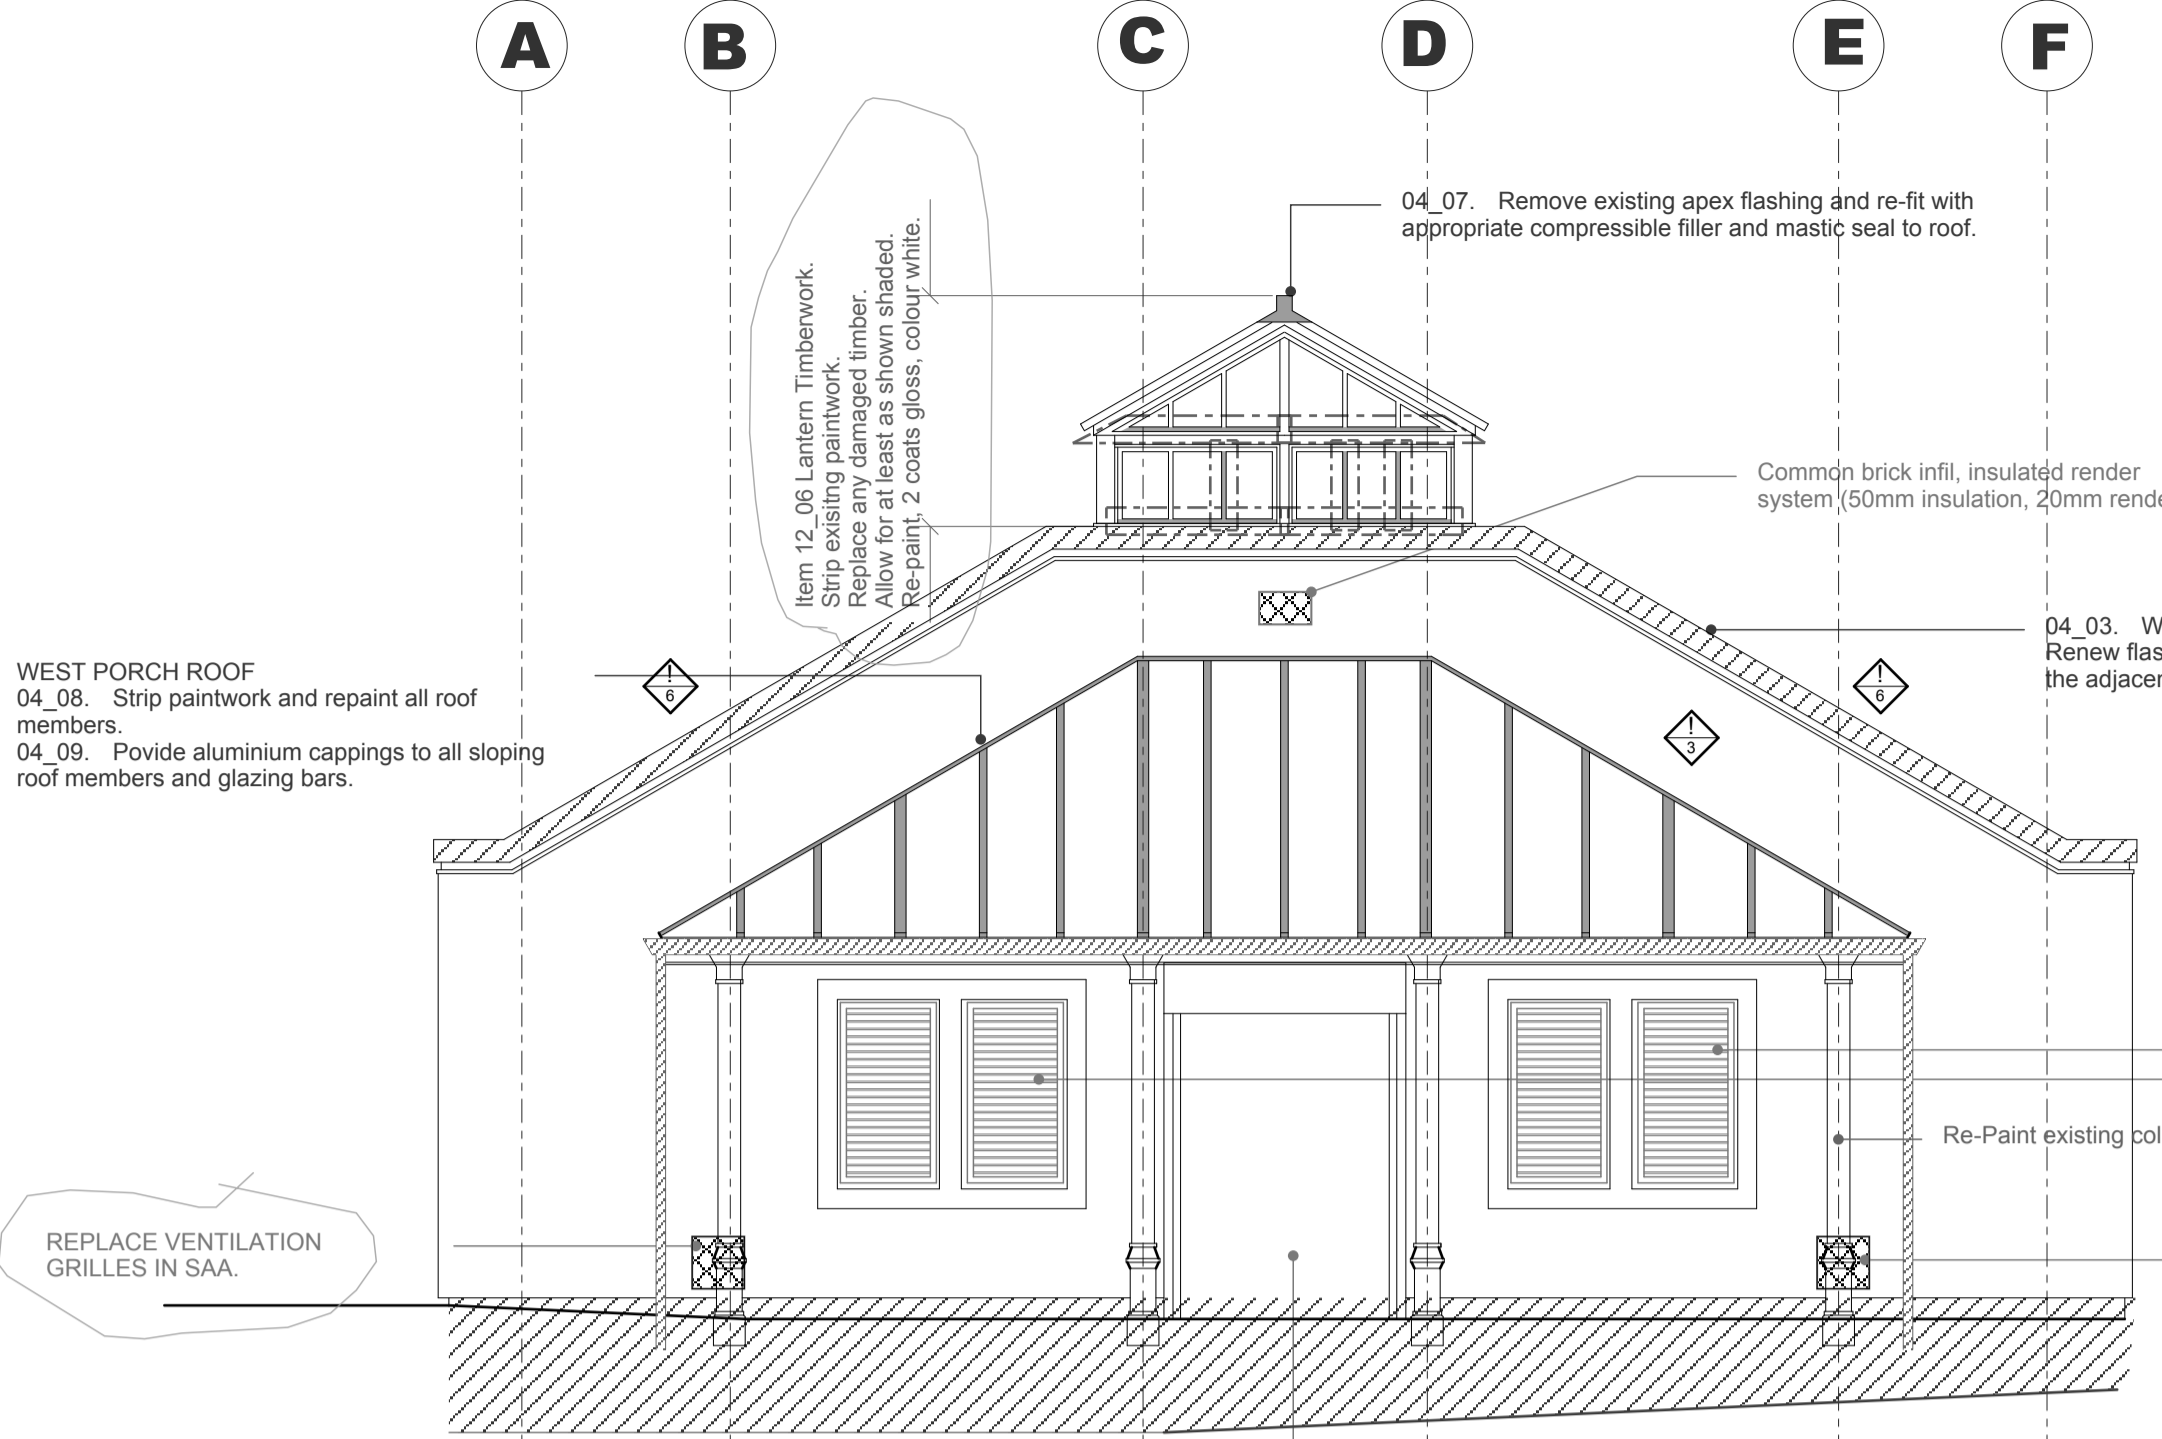 A B C D E F
04_07. Remove existing apex flashing and re-fit with
appropriate compressible filler and mastic seal to roof.
Item 12_06 Lantern Timberwork.
Strip exisitng paintwork.
Replace any damaged timber.
Allow for at least as shown shaded.
Re-paint, 2 coats gloss, colour white.
Common brick infil, insulated render
system (50mm insulation, 20mm rende
04_03. W
Renew flas
the adjacer
WEST PORCH ROOF
04_08. Strip paintwork and repaint all roof
members.
04_09. Povide aluminium cappings to all sloping
roof members and glazing bars.
!
6
!
6
!
3
Re-Paint existing col
REPLACE VENTILATION
GRILLES IN SAA.